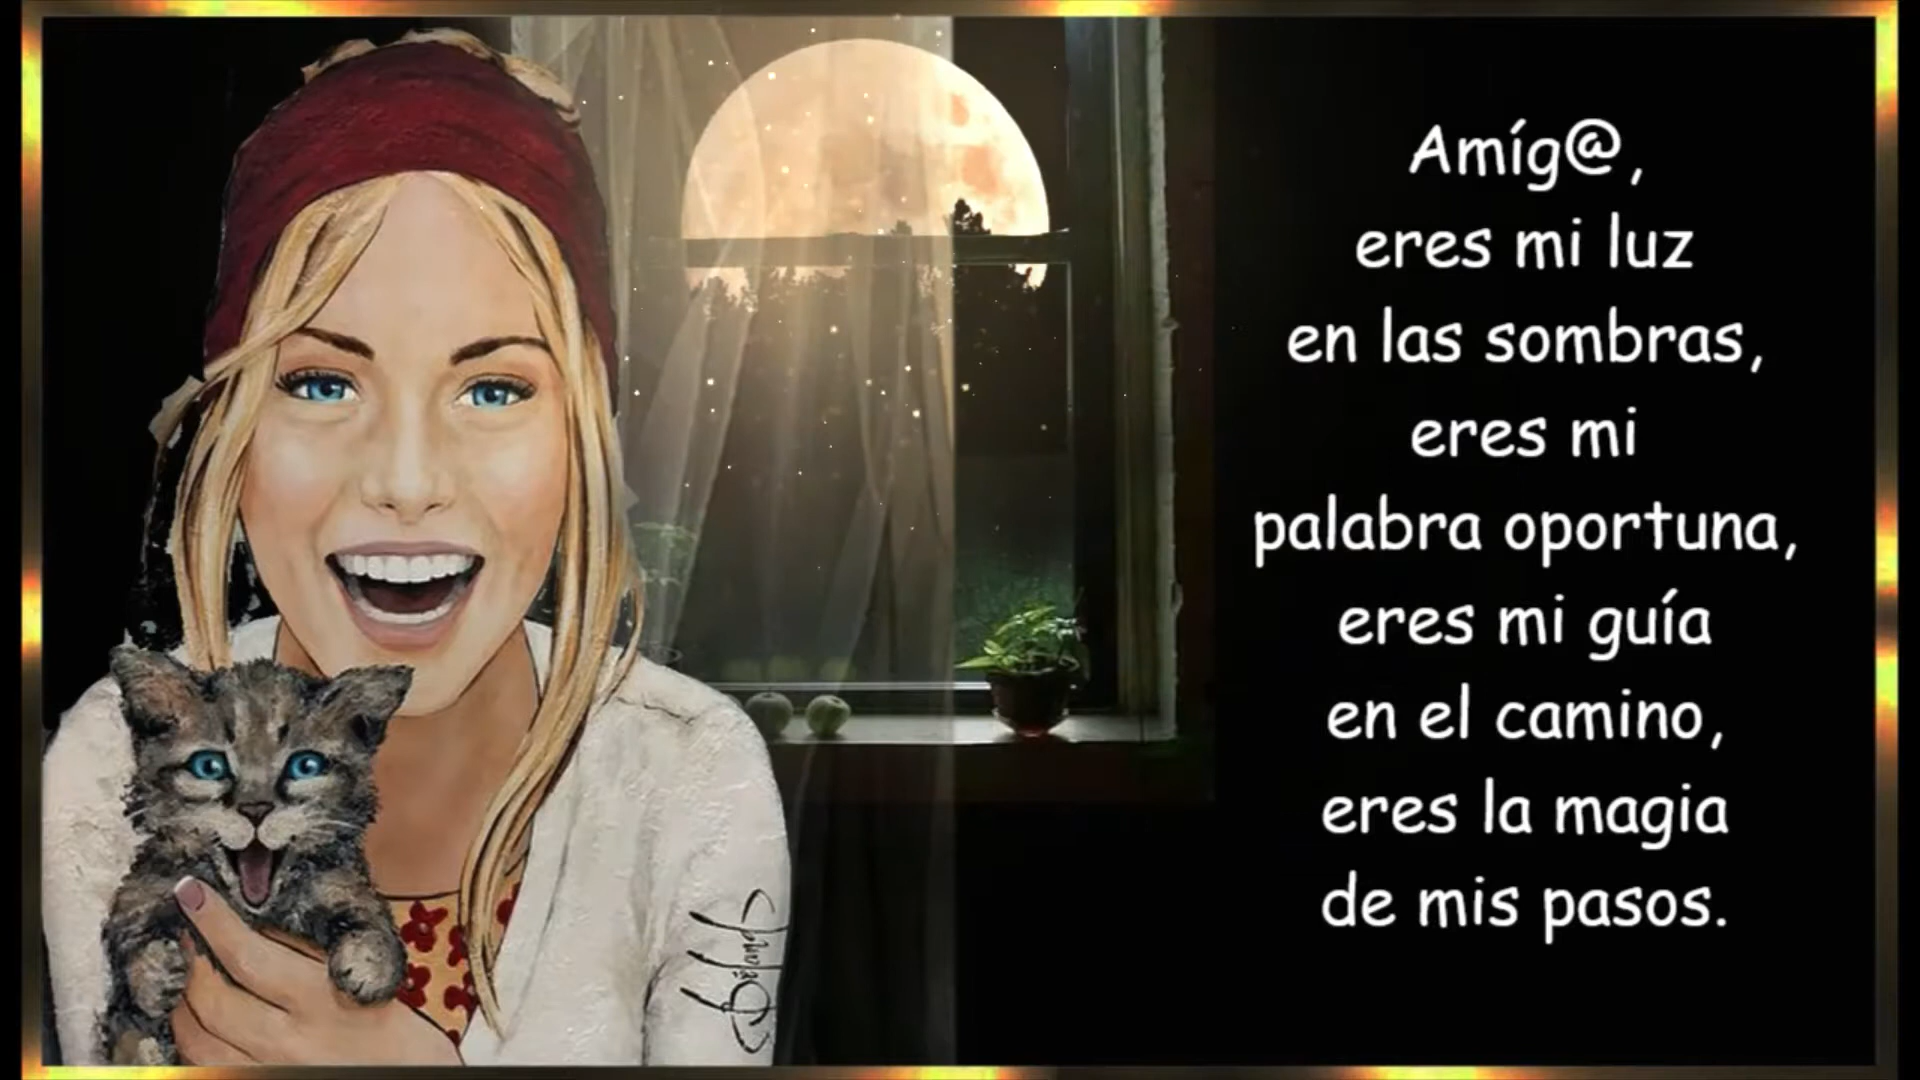 Amíg@,
eres mi luz
en las sombras,
eres mi
palabra oportuna,
eres mi guía
en el camino,
eres la magia
de mis pasos.